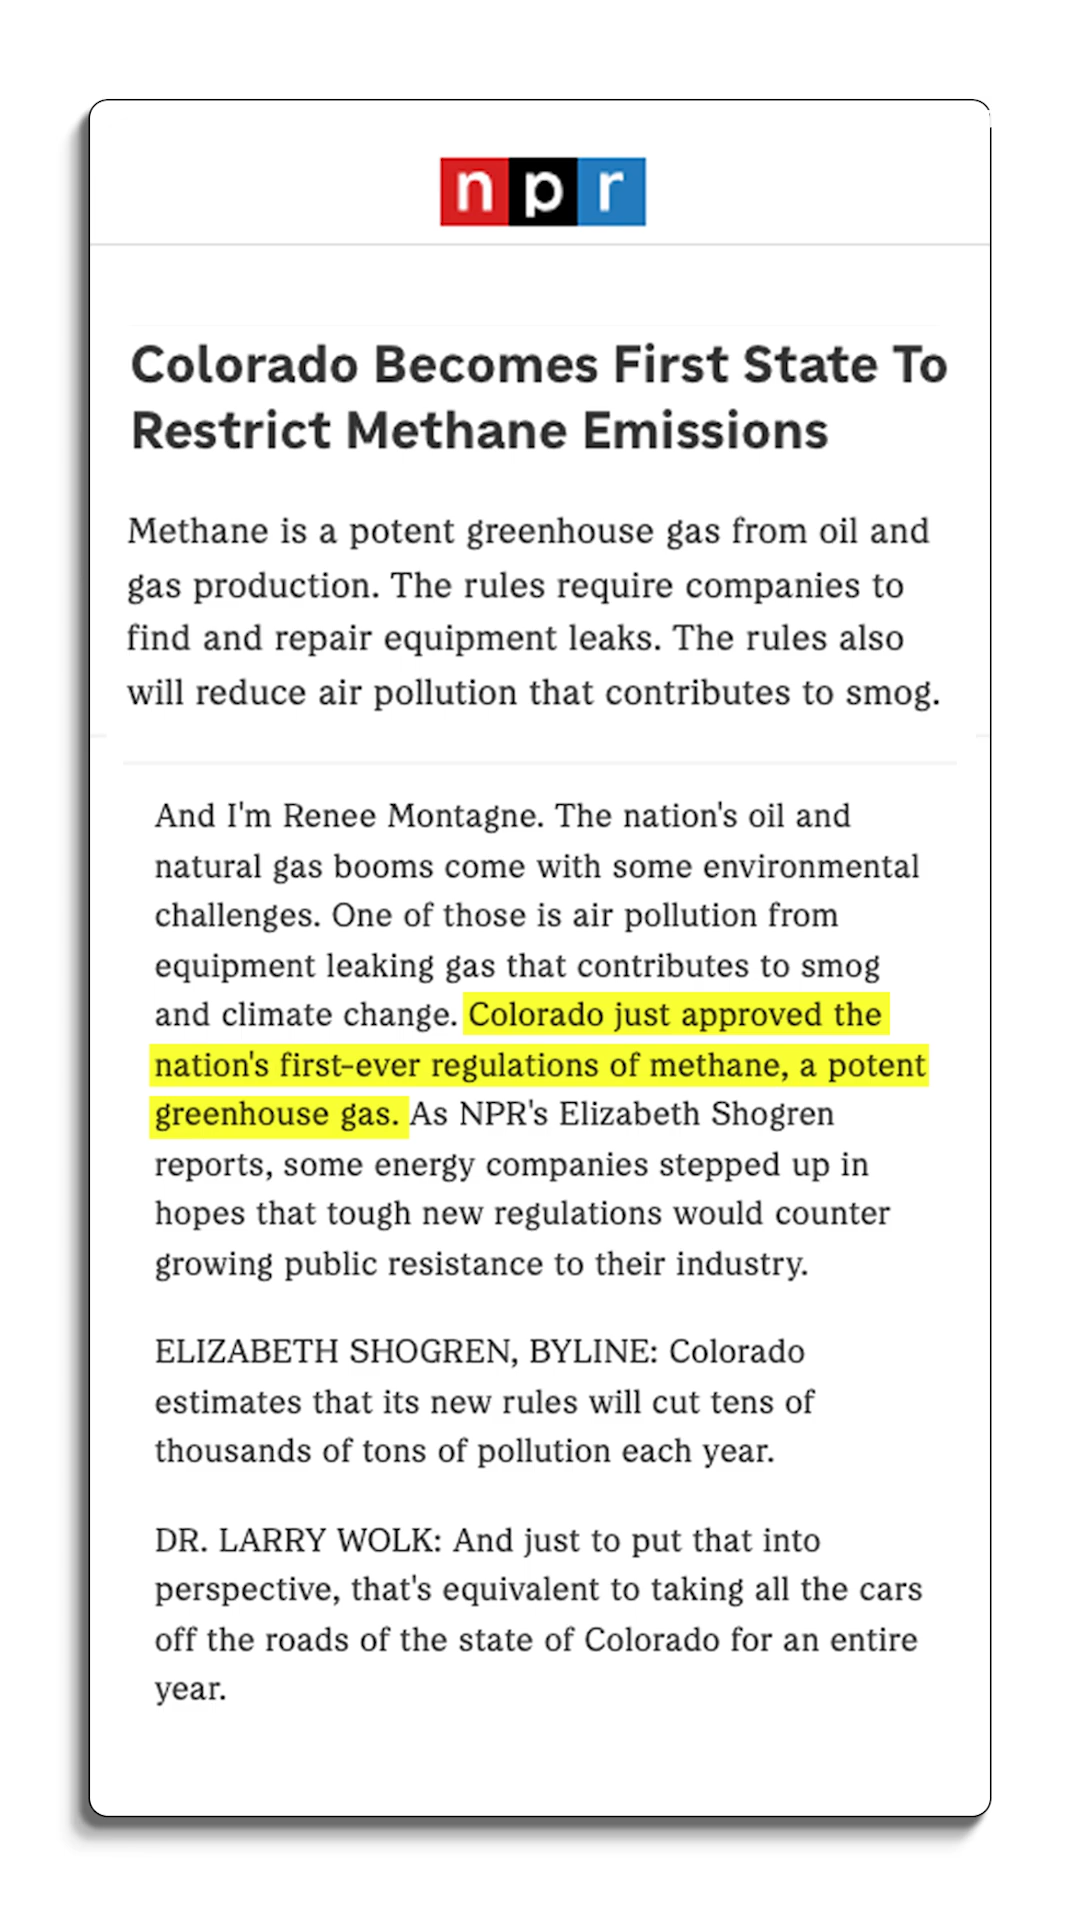 npr
Colorado Becomes First State To
Restrict Methane Emissions
Methane is a potent greenhouse gas from oil and
gas production. The rules require companies to
find and repair equipment leaks. The rules also
will reduce air pollution that contributes to smog.
And I'm Renee Montagne. The nation's oil and
natural gas booms come with some environmental
challenges. One of those is air pollution from
equipment leaking gas that contributes to smog
and climate change. Colorado just approved the
nation's first-ever regulations of methane, a potent
greenhouse gas. As NPR's Elizabeth Shogren
reports, some energy companies stepped up in
hopes that tough new regulations would counter
growing public resistance to their industry.
ELIZABETH SHOGREN, BYLINE: Colorado
estimates that its new rules will cut tens of
thousands of tons of pollution each year.
DR. LARRY WOLK: And just to put that into
perspective, that's equivalent to taking all the cars
off the roads of the state of Colorado for an entire
year.